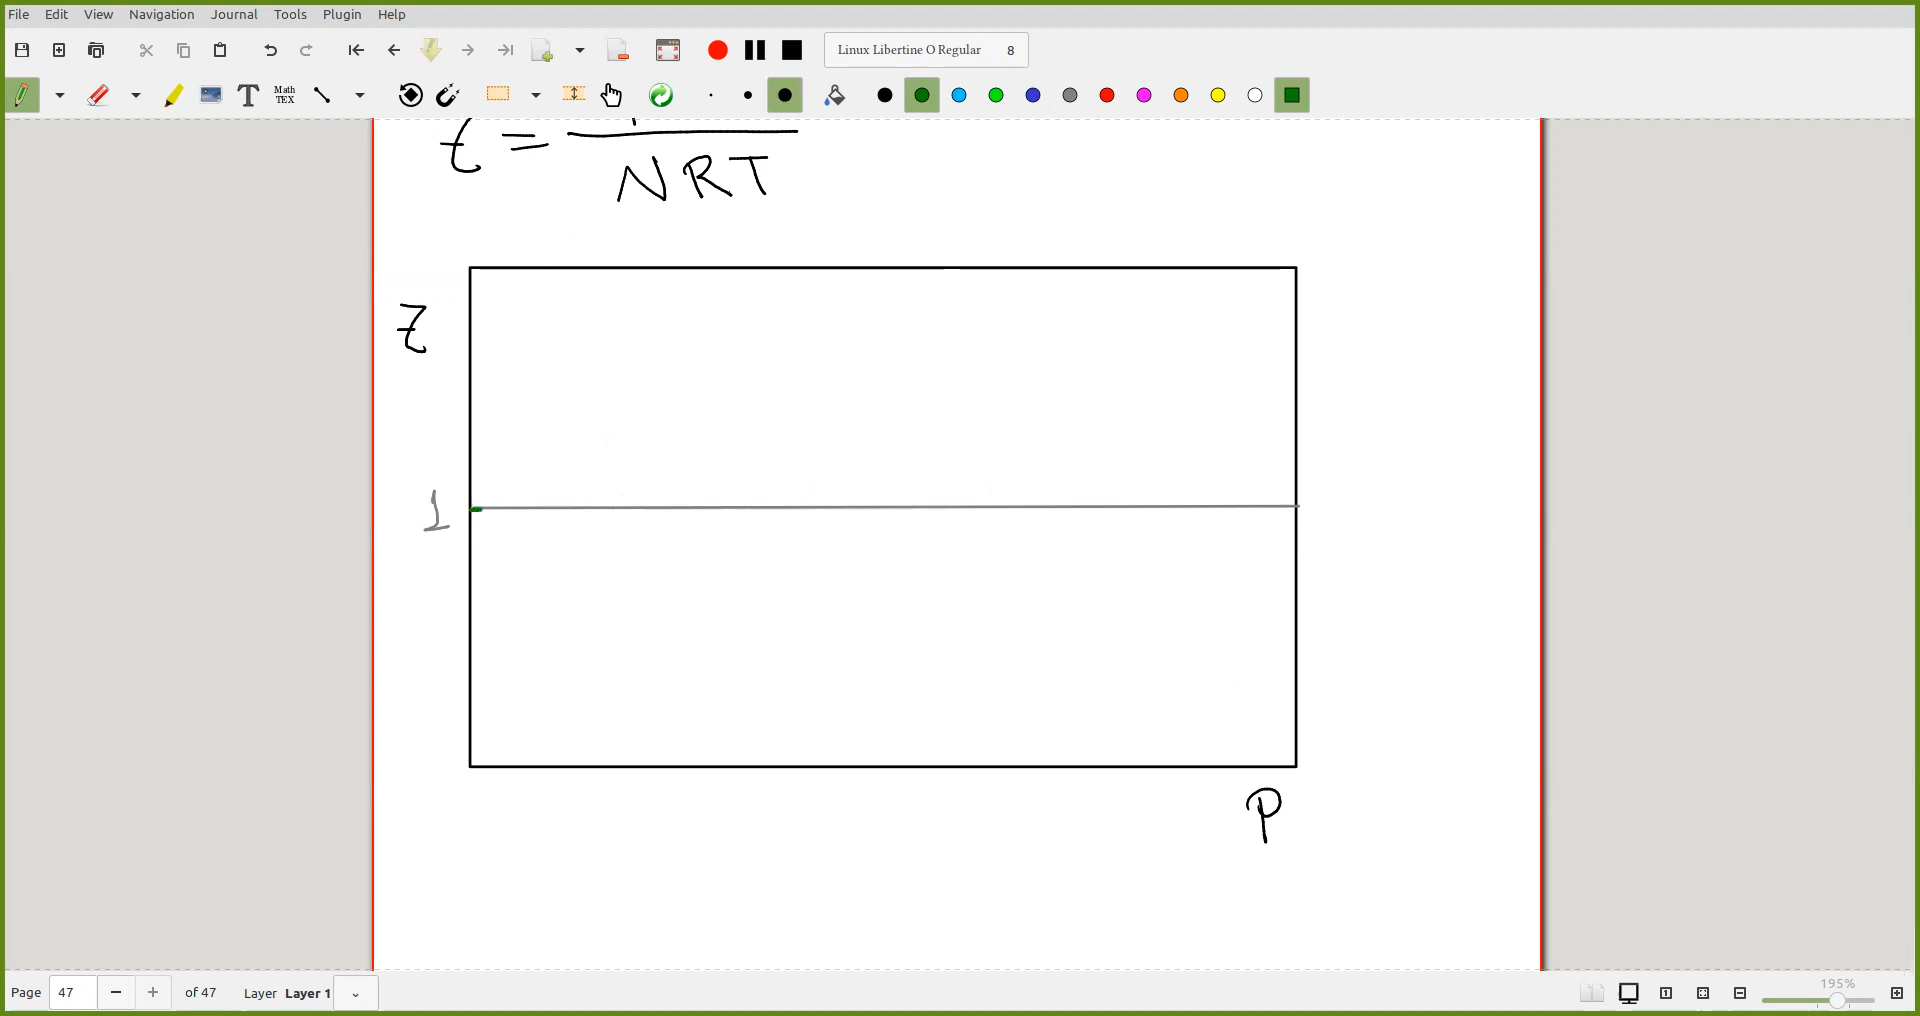 File Edit View Navigation Journal Tools Plugin Help
Linux Libertine O Regular 8
Math TEX
=
NRT
Z
1
P
Page 47 of 47 Layer Layer 1 195%